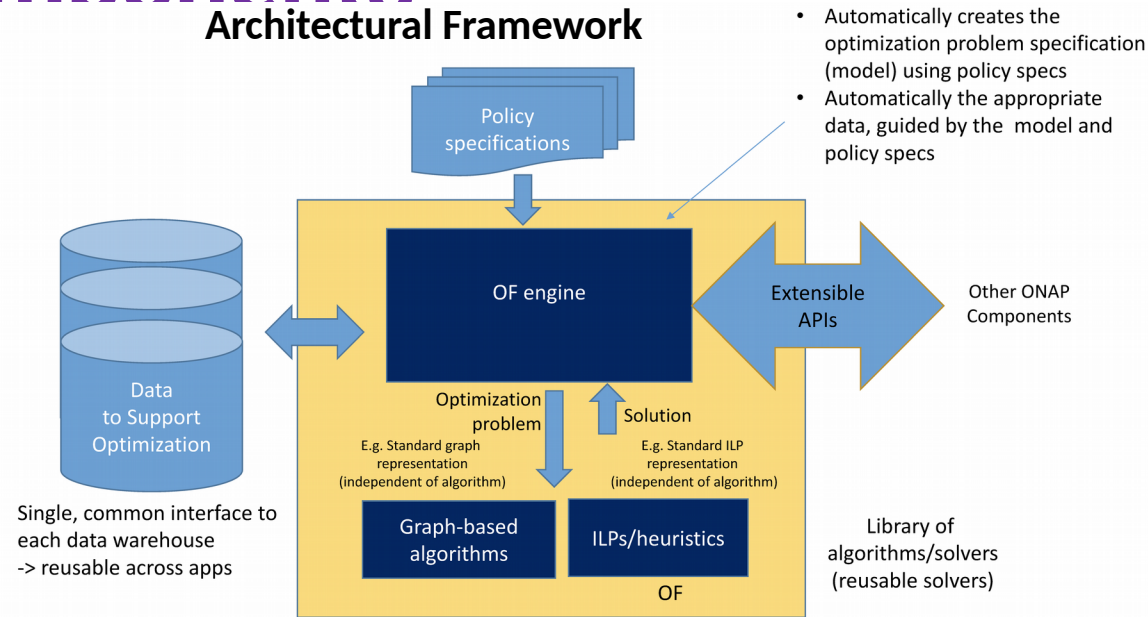 Architectural Framework
• Automatically creates the
optimization problem specification
(model) using policy specs
• Automatically the appropriate
data, guided by the  model and
policy specs
Policy
specifications
OF engine
Extensible
APIs
Other ONAP
Components
Data
to Support
Optimization
Optimization
problem
Solution
E.g. Standard graph
representation
(independent of algorithm)
E.g. Standard ILP
representation
(independent of algorithm)
Graph-based
algorithms
ILPs/heuristics
OF
Single, common interface to
each data warehouse
-> reusable across apps
Library of
algorithms/solvers
(reusable solvers)